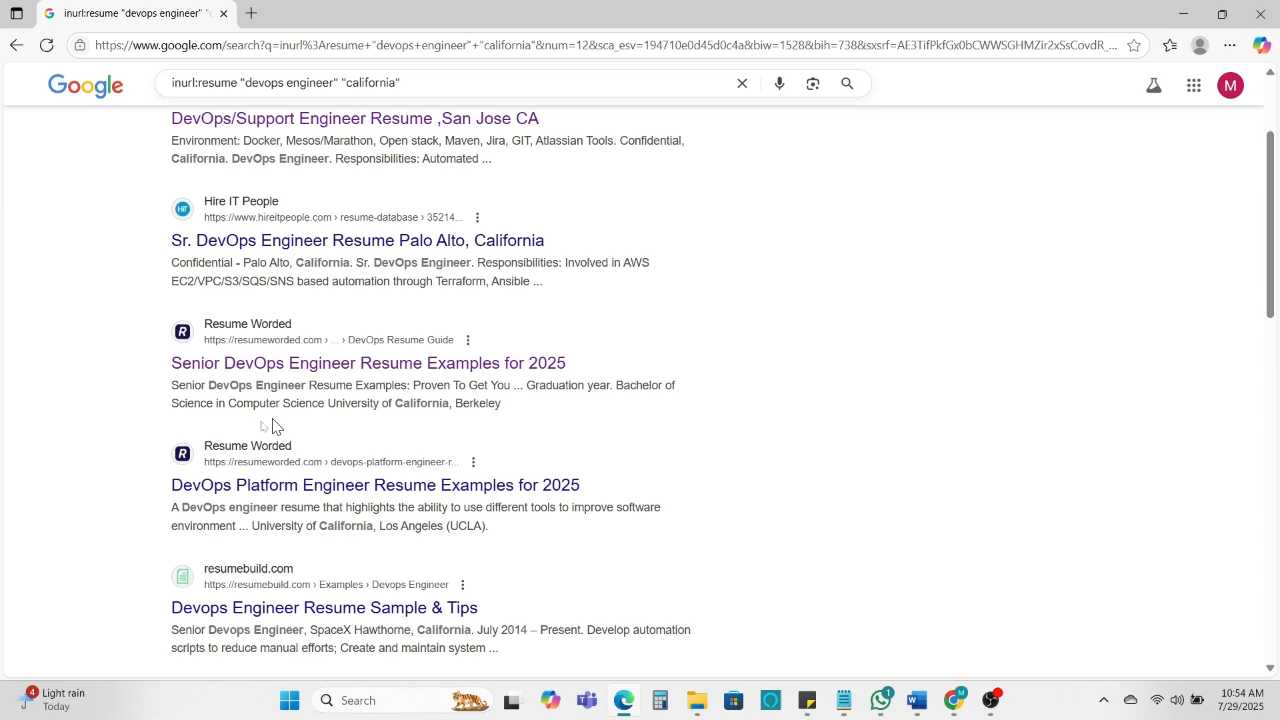 inurl:resume "devops engineer" "c
https://www.google.com/search?q=inurl%3Aresume+"devops+engineer"+"california"&num=12&sca_esv=194710e0d45d0c4a&biw=1528&bih=738&sxsrf=AE3TifPkfGx0bCWWSGHMZir2xSsCovdR_...
Google
inurl:resume "devops engineer" "california"
M
DevOps/Support Engineer Resume ,San Jose CA
Environment: Docker, Mesos/Marathon, Open stack, Maven, Jira, GIT, Atlassian Tools. Confidential,
California. DevOps Engineer. Responsibilities: Automated ...
Hire IT People
https://www.hireitpeople.com › resume-database › 35214...
Sr. DevOps Engineer Resume Palo Alto, California
Confidential - Palo Alto, California. Sr. DevOps Engineer. Responsibilities: Involved in AWS
EC2/VPC/S3/SQS/SNS based automation through Terraform, Ansible ...
R
Resume Worded
https://resumeworded.com › ... › DevOps Resume Guide
Senior DevOps Engineer Resume Examples for 2025
Senior DevOps Engineer Resume Examples: Proven To Get You ... Graduation year. Bachelor of
Science in Computer Science University of California, Berkeley
R
Resume Worded
https://resumeworded.com › devops-platform-engineer-r...
DevOps Platform Engineer Resume Examples for 2025
A DevOps engineer resume that highlights the ability to use different tools to improve software
environment ... University of California, Los Angeles (UCLA).
resumebuild.com
https://resumebuild.com › Examples › Devops Engineer
Devops Engineer Resume Sample & Tips
Senior Devops Engineer, SpaceX Hawthorne, California. July 2014 – Present. Develop automation
scripts to reduce manual efforts; Create and maintain system ...
4
Light rain
Today
Search
1
M
10:54 AM
7/29/2025